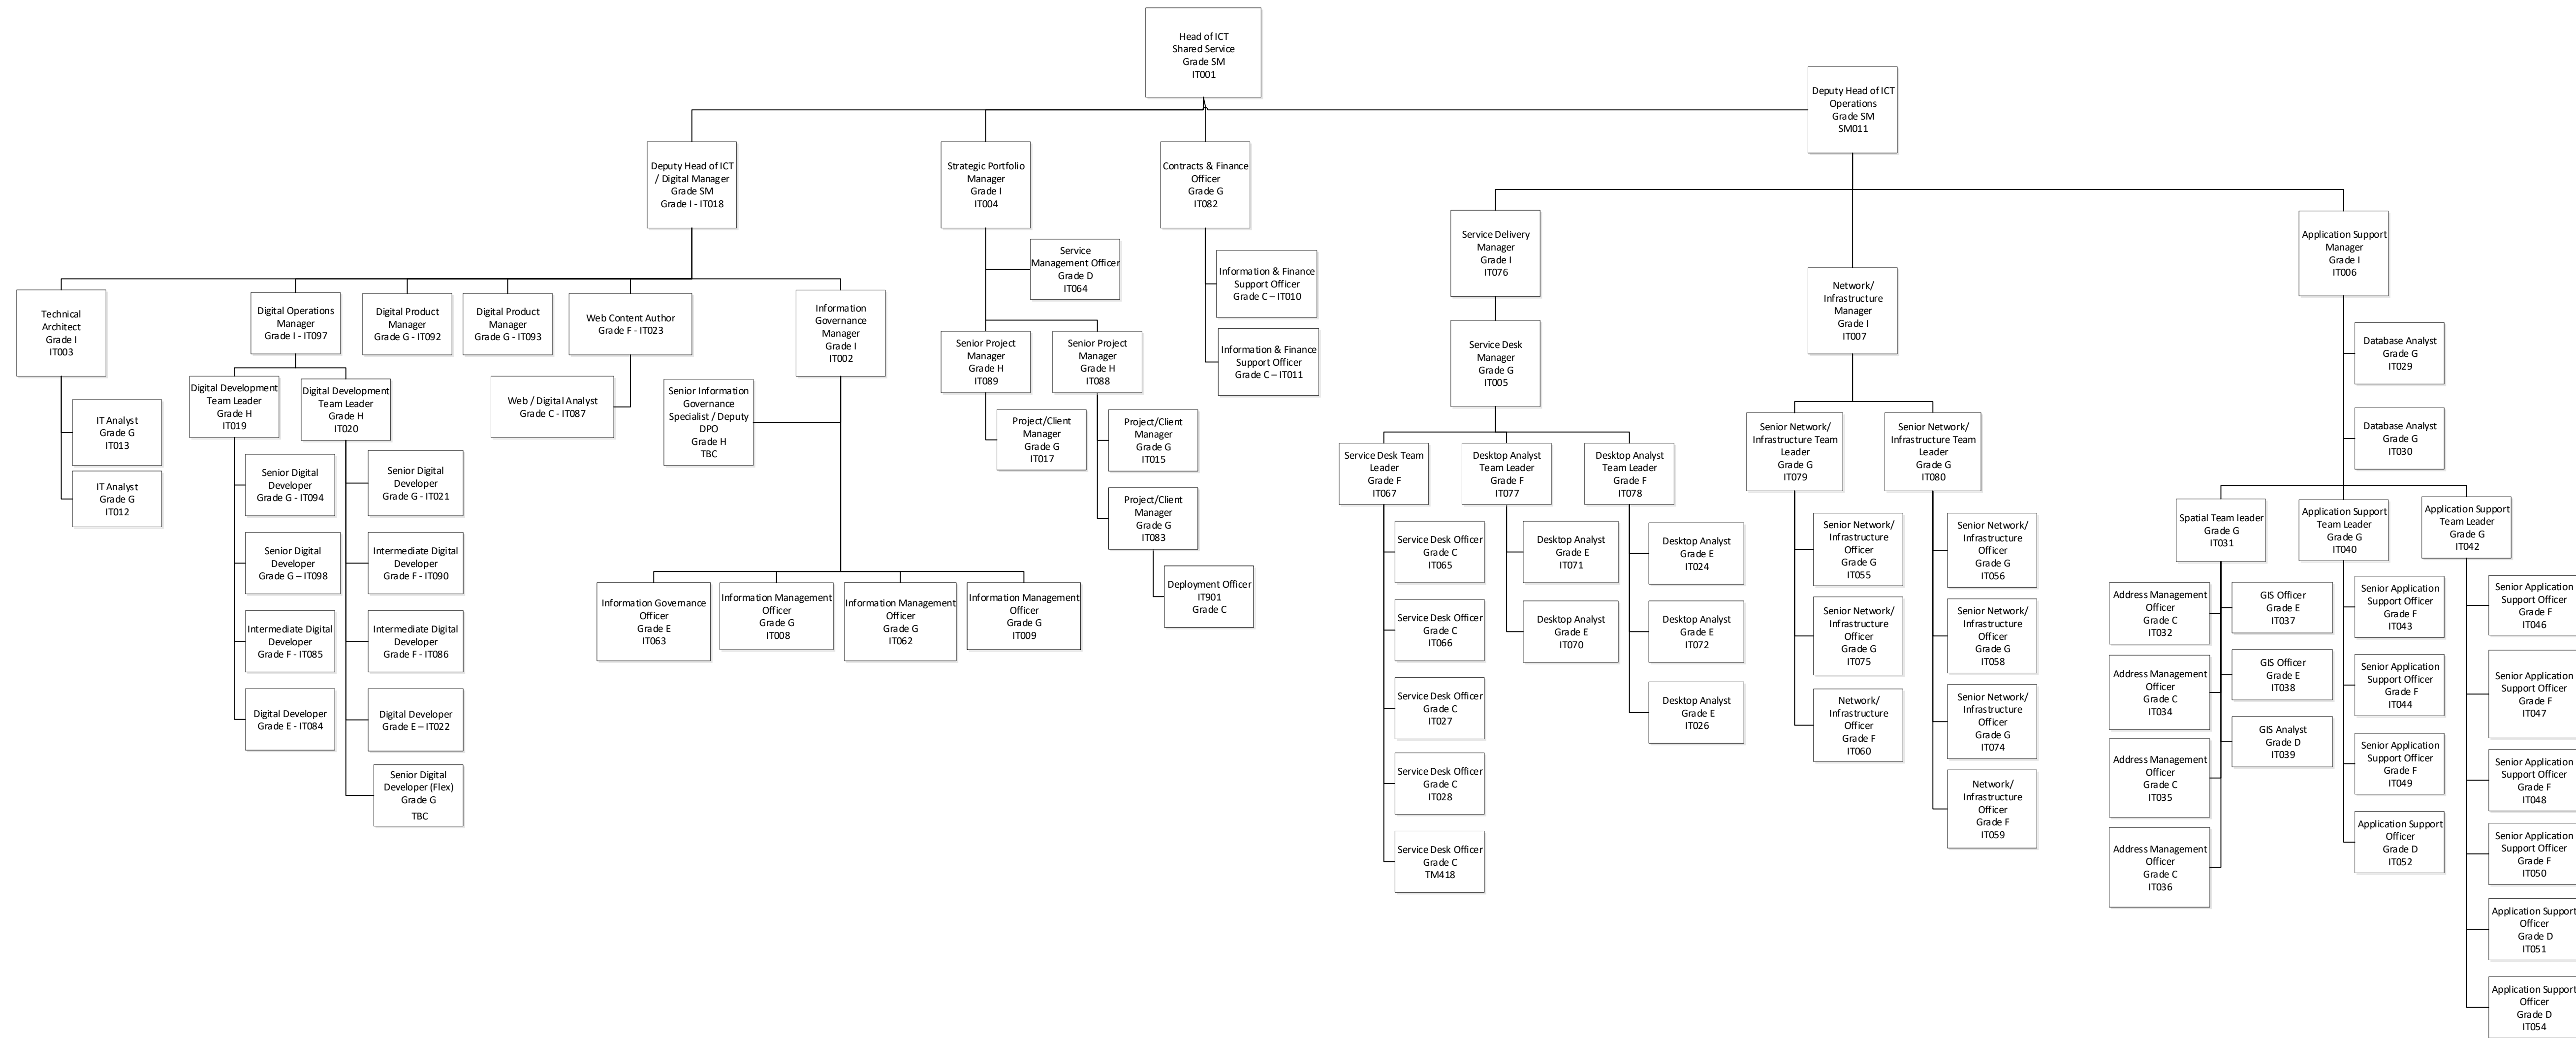 Head of ICT
Shared Service
Grade SM
IT001
Deputy Head of ICT
Operations
Grade SM
SM011
Deputy Head of ICT
/ Digital Manager
Grade SM
Grade I - IT018
Strategic Portfolio
Manager
Grade I
IT004
Contracts & Finance
Officer
Grade G
IT082
Service
Management Officer
Grade D
IT064
Information & Finance
Support Officer
Grade C – IT010
Information & Finance
Support Officer
Grade C – IT011
Service Delivery
Manager
Grade I
IT076
Network/
Infrastructure
Manager
Grade I
IT007
Application Support
Manager
Grade I
IT006
Technical
Architect
Grade I
IT003
Digital Operations
Manager
Grade I - IT097
Digital Product
Manager
Grade G - IT092
Digital Product
Manager
Grade G - IT093
Web Content Author
Grade F - IT023
Information
Governance
Manager
Grade I
IT002
Senior Project
Manager
Grade H
IT089
Senior Project
Manager
Grade H
IT088
Service Desk
Manager
Grade G
IT005
Database Analyst
Grade G
IT029
Database Analyst
Grade G
IT030
IT Analyst
Grade G
IT013
IT Analyst
Grade G
IT012
Digital Development
Team Leader
Grade H
IT019
Digital Development
Team Leader
Grade H
IT020
Web / Digital Analyst
Grade C - IT087
Senior Information
Governance
Specialist / Deputy
DPO
Grade H
TBC
Project/Client
Manager
Grade G
IT017
Project/Client
Manager
Grade G
IT015
Project/Client
Manager
Grade G
IT083
Deployment Officer
IT901
Grade C
Senior Digital
Developer
Grade G - IT094
Senior Digital
Developer
Grade G – IT098
Intermediate Digital
Developer
Grade F - IT085
Digital Developer
Grade E - IT084
Senior Digital
Developer
Grade G - IT021
Intermediate Digital
Developer
Grade F - IT090
Intermediate Digital
Developer
Grade F - IT086
Digital Developer
Grade E – IT022
Senior Digital
Developer (Flex)
Grade G
TBC
Information Governance
Officer
Grade E
IT063
Information Management
Officer
Grade G
IT008
Information Management
Officer
Grade G
IT062
Information Management
Officer
Grade G
IT009
Service Desk Team
Leader
Grade F
IT067
Desktop Analyst
Team Leader
Grade F
IT077
Desktop Analyst
Team Leader
Grade F
IT078
Service Desk Officer
Grade C
IT065
Service Desk Officer
Grade C
IT066
Service Desk Officer
Grade C
IT027
Service Desk Officer
Grade C
IT028
Service Desk Officer
Grade C
TM418
Desktop Analyst
Grade E
IT071
Desktop Analyst
Grade E
IT070
Desktop Analyst
Grade E
IT024
Desktop Analyst
Grade E
IT072
Desktop Analyst
Grade E
IT026
Senior Network/
Infrastructure Team
Leader
Grade G
IT079
Senior Network/
Infrastructure Team
Leader
Grade G
IT080
Senior Network/
Infrastructure
Officer
Grade G
IT055
Senior Network/
Infrastructure
Officer
Grade G
IT075
Network/
Infrastructure
Officer
Grade F
IT060
Senior Network/
Infrastructure
Officer
Grade G
IT056
Senior Network/
Infrastructure
Officer
Grade G
IT058
Senior Network/
Infrastructure
Officer
Grade G
IT074
Network/
Infrastructure
Officer
Grade F
IT059
Spatial Team leader
Grade G
IT031
Application Support
Team Leader
Grade G
IT040
Application Support
Team Leader
Grade G
IT042
Address Management
Officer
Grade C
IT032
Address Management
Officer
Grade C
IT034
Address Management
Officer
Grade C
IT035
Address Management
Officer
Grade C
IT036
GIS Officer
Grade E
IT037
GIS Officer
Grade E
IT038
GIS Analyst
Grade D
IT039
Senior Application
Support Officer
Grade F
IT043
Senior Application
Support Officer
Grade F
IT044
Senior Application
Support Officer
Grade F
IT049
Application Support
Officer
Grade D
IT052
Senior Application
Support Officer
Grade F
IT046
Senior Application
Support Officer
Grade F
IT047
Senior Application
Support Officer
Grade F
IT048
Senior Application
Support Officer
Grade F
IT050
Application Support
Officer
Grade D
IT051
Application Support
Officer
Grade D
IT054